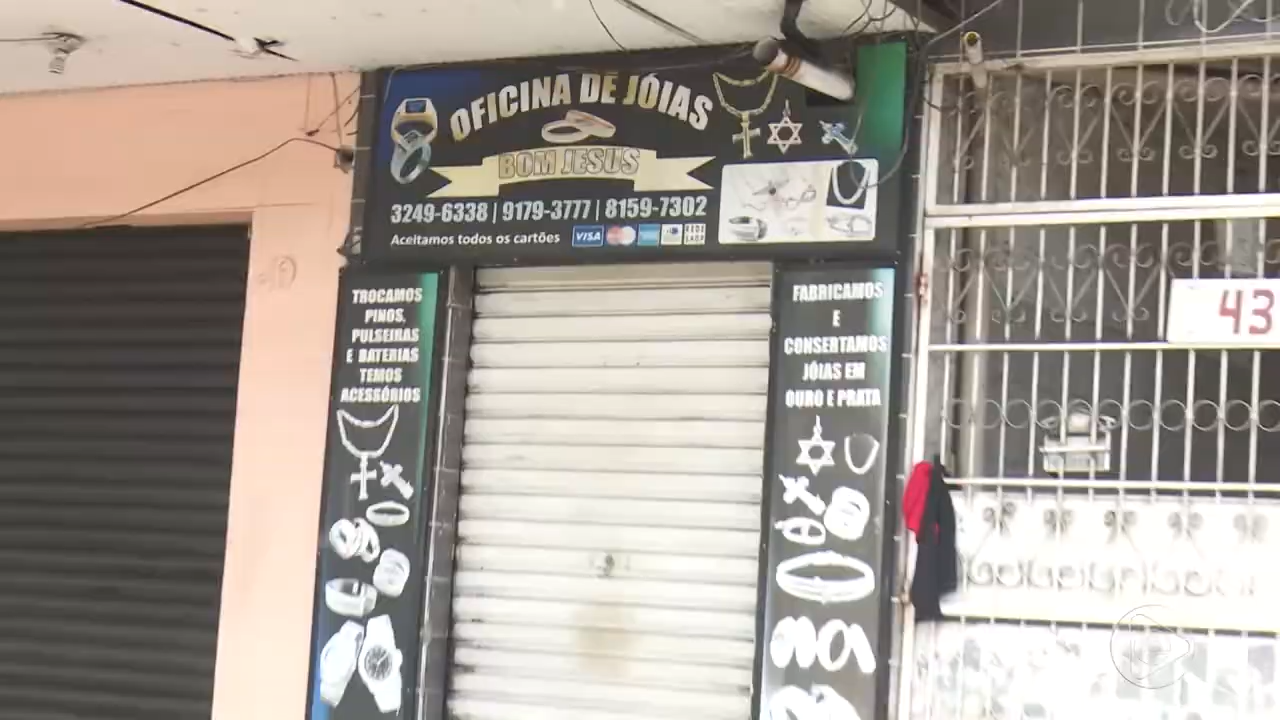 OFICINA DE JÓIAS
BOM JESUS
3249-6338 | 9179-3777 | 8159-7302
Aceitamos todos os cartões
VISA
TROCAMOS
PINOS,
PULSEIRAS
E BATERIAS
TEMOS
ACESSÓRIOS
FABRICAMOS
E
CONSERTAMOS
JÓIAS EM
OURO E PRATA
43